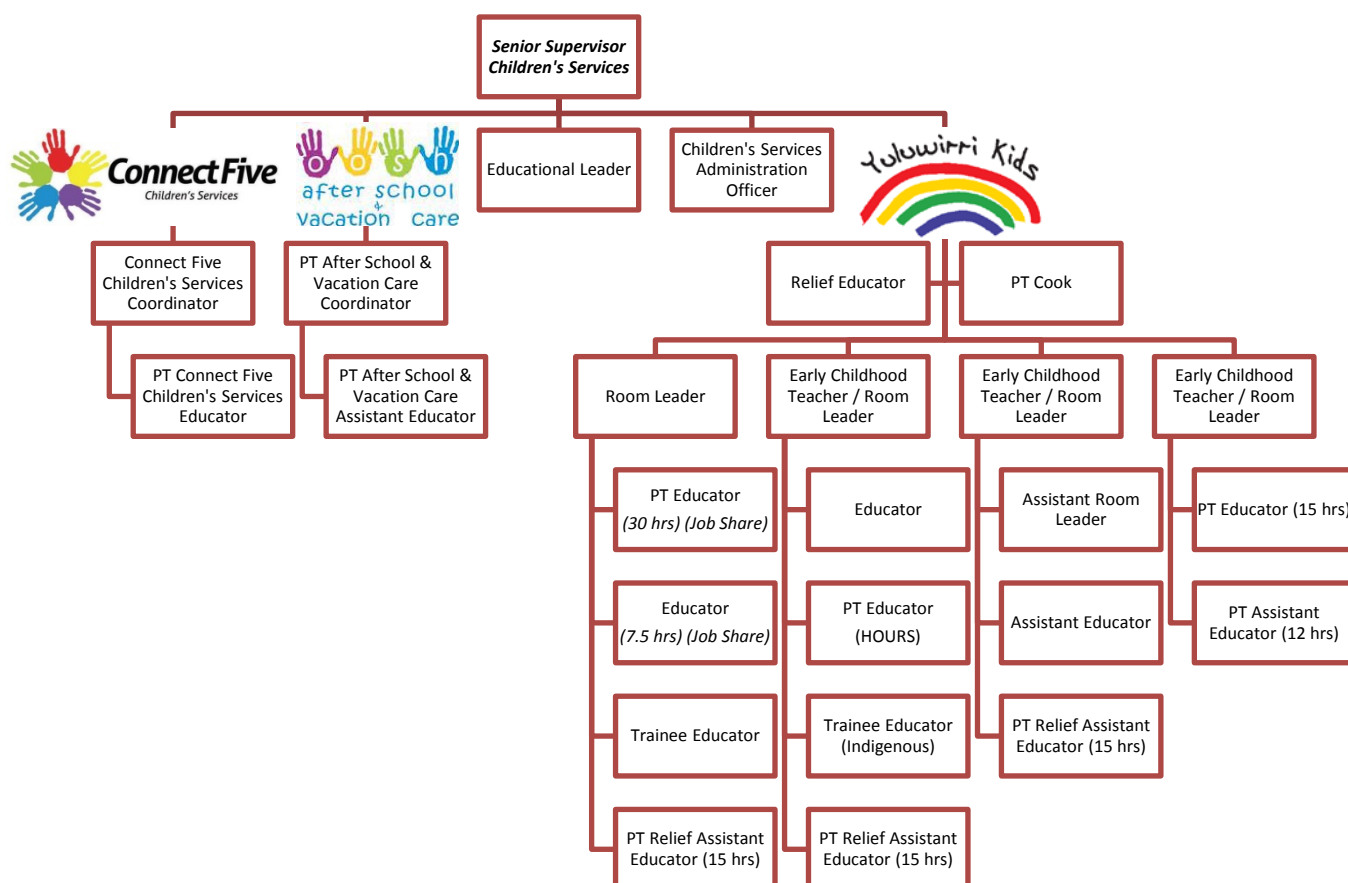 Senior Supervisor
Children's Services
ConnectFive
Children's Services
oosh
after school
&
vacation care
Educational Leader
Children's Services
Administration
Officer
Yuluwirri Kids
Connect Five
Children's Services
Coordinator
PT After School &
Vacation Care
Coordinator
Relief Educator
PT Cook
PT Connect Five
Children's Services
Educator
PT After School &
Vacation Care
Assistant Educator
Room Leader
Early Childhood
Teacher / Room
Leader
Early Childhood
Teacher / Room
Leader
Early Childhood
Teacher / Room
Leader
PT Educator
(30 hrs) (Job Share)
Educator
Assistant Room
Leader
PT Educator (15 hrs)
Educator
(7.5 hrs) (Job Share)
PT Educator
(HOURS)
Assistant Educator
PT Assistant
Educator (12 hrs)
Trainee Educator
Trainee Educator
(Indigenous)
PT Relief Assistant
Educator (15 hrs)
PT Relief Assistant
Educator (15 hrs)
PT Relief Assistant
Educator (15 hrs)